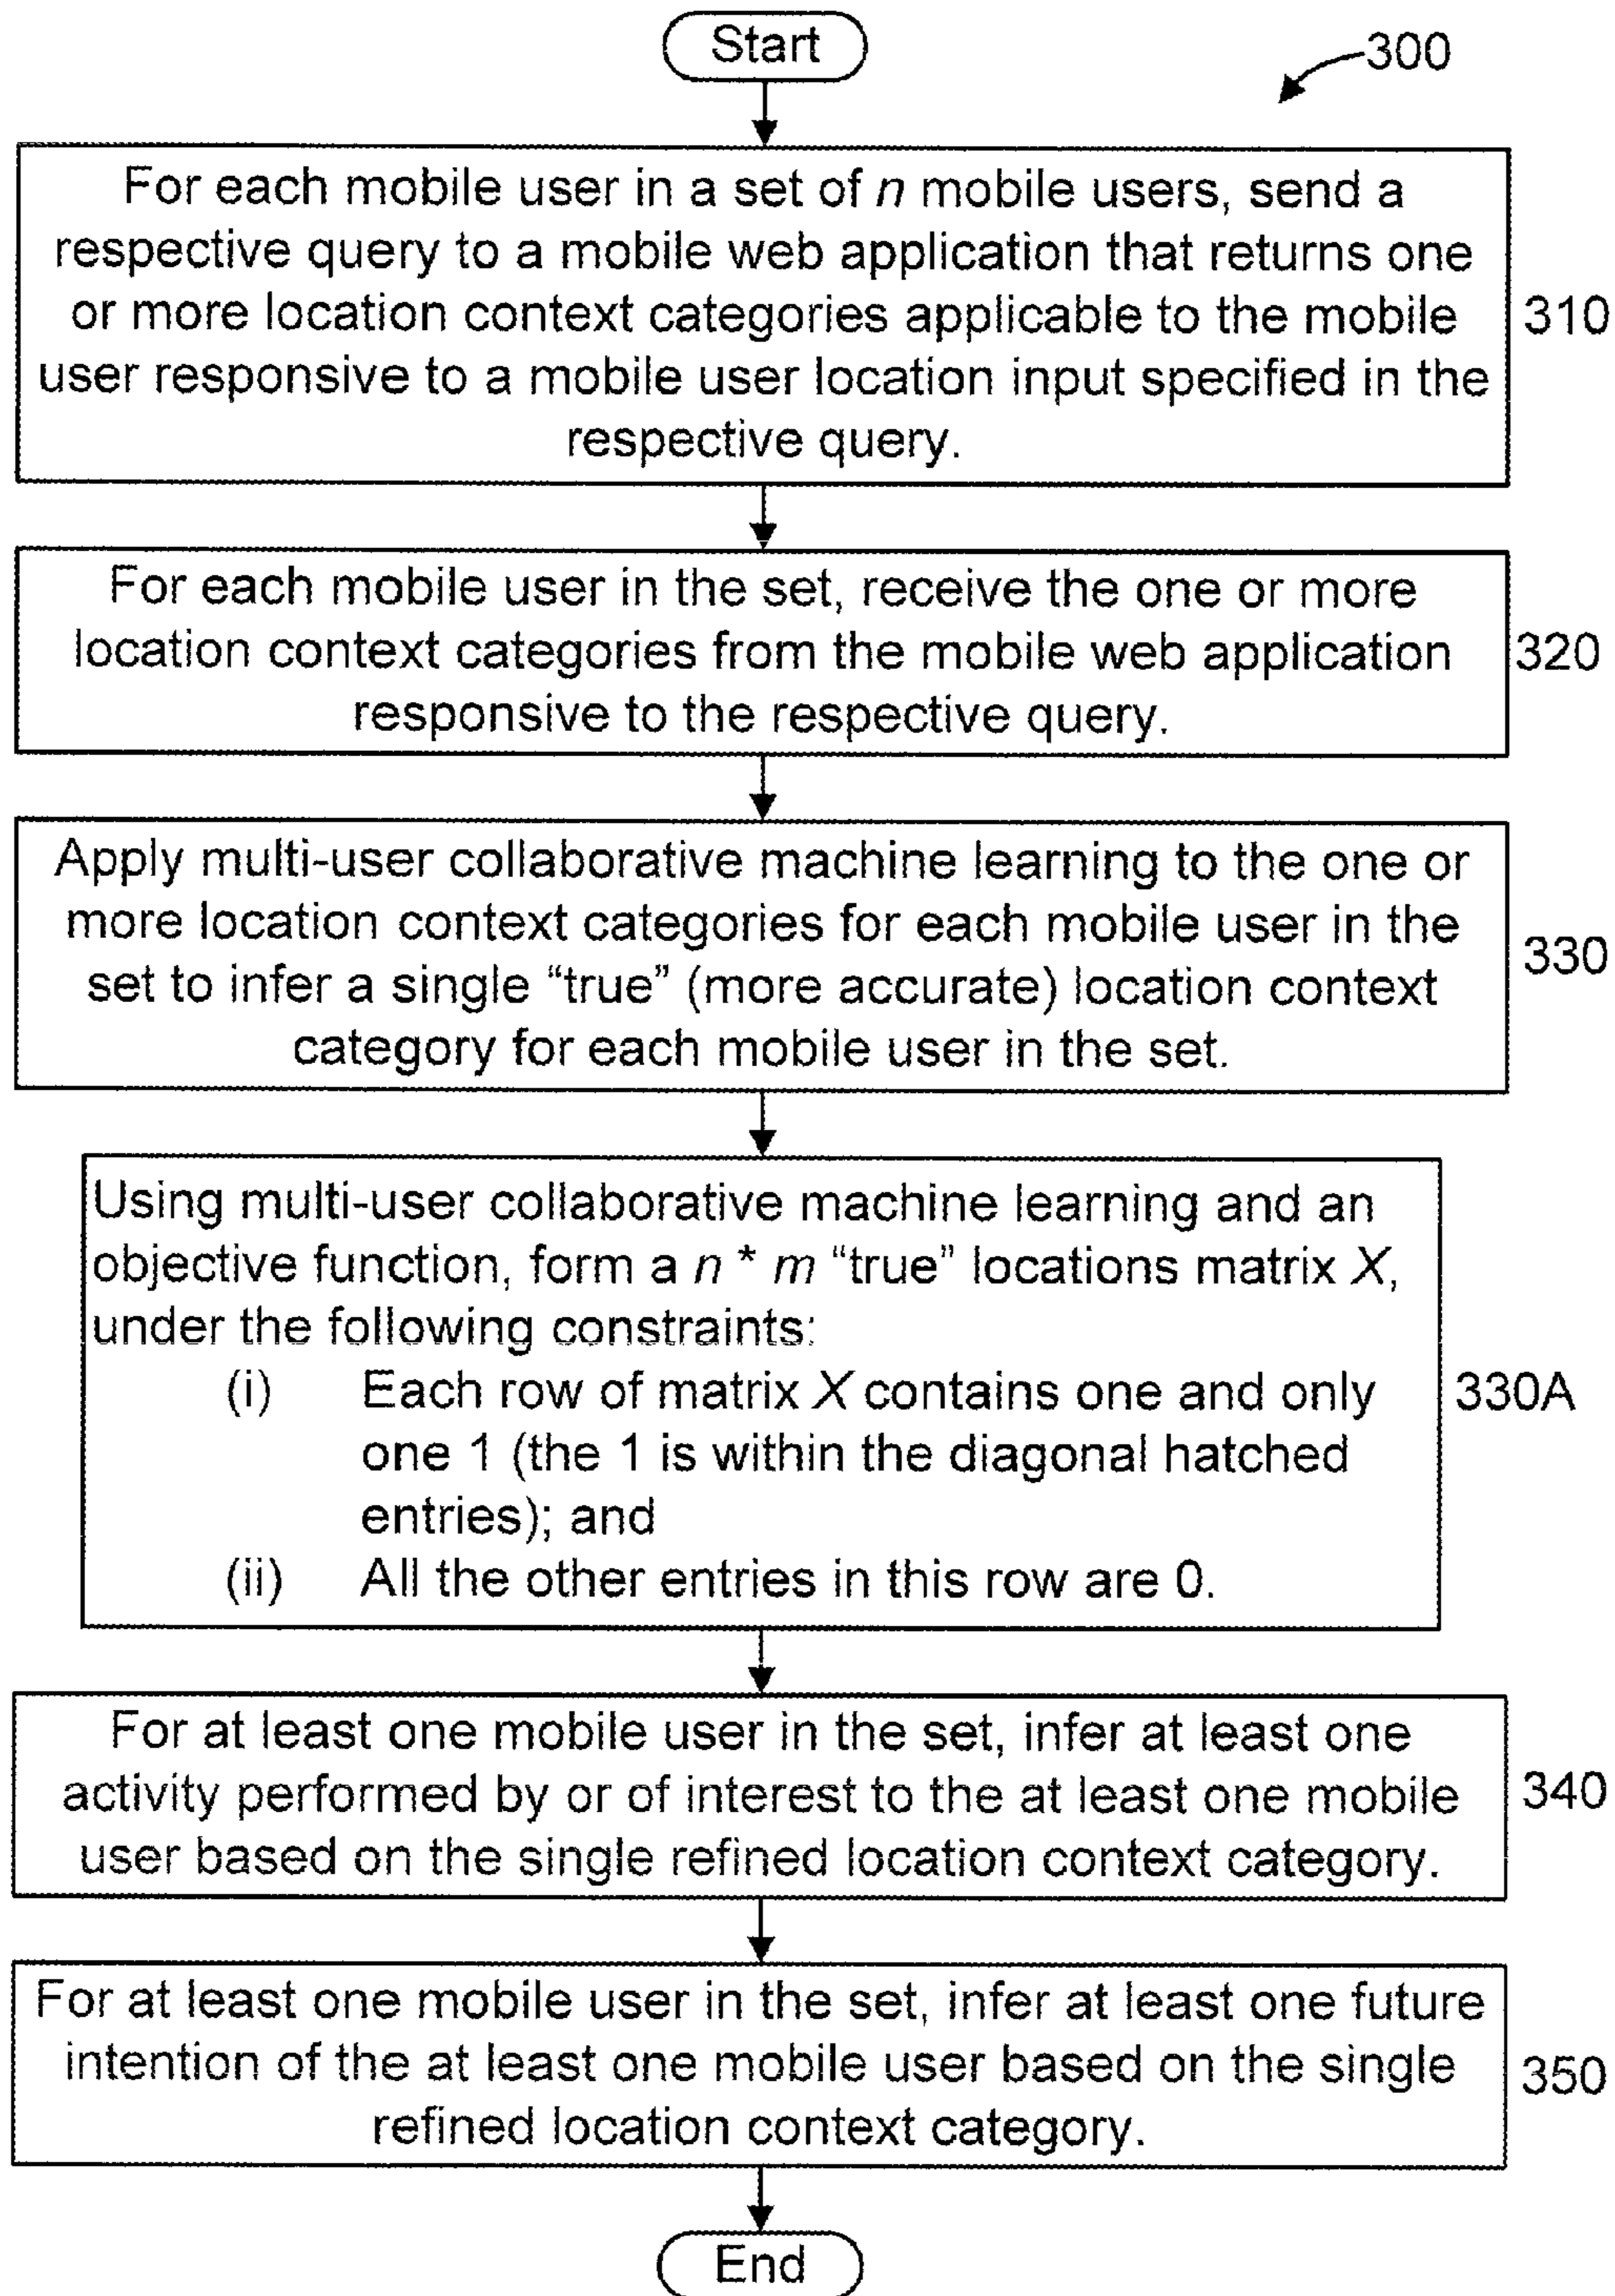 Start
300
For each mobile user in a set of n mobile users, send a
respective query to a mobile web application that returns one
or more location context categories applicable to the mobile
user responsive to a mobile user location input specified in the
respective query.
310
For each mobile user in the set, receive the one or more
location context categories from the mobile web application
responsive to the respective query.
320
Apply multi-user collaborative machine learning to the one or
more location context categories for each mobile user in the
set to infer a single “true” (more accurate) location context
category for each mobile user in the set.
330
Using multi-user collaborative machine learning and an
objective function, form a n * m “true” locations matrix X,
under the following constraints:
(i) Each row of matrix X contains one and only
one 1 (the 1 is within the diagonal hatched
entries); and
(ii) All the other entries in this row are 0.
330A
For at least one mobile user in the set, infer at least one
activity performed by or of interest to the at least one mobile
user based on the single refined location context category.
340
For at least one mobile user in the set, infer at least one future
intention of the at least one mobile user based on the single
refined location context category.
350
End